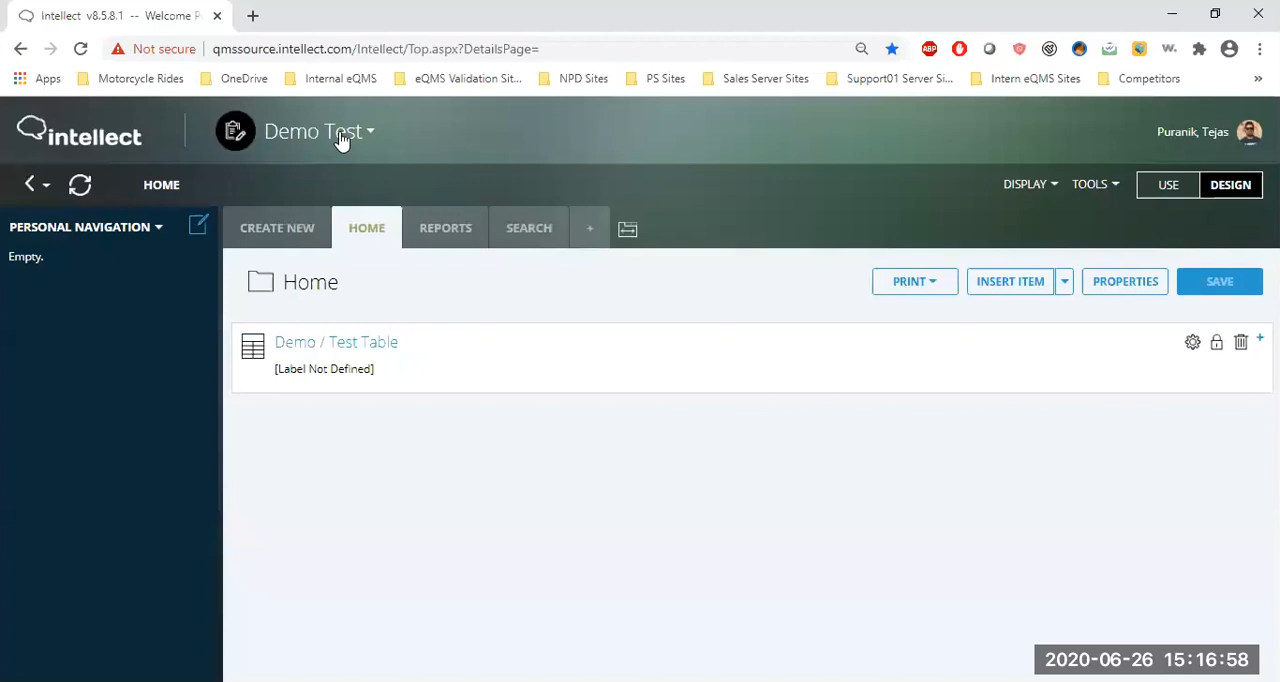 Intellect v8.5.8.1 -- Welcome P
Not secure
qmssource.intellect.com/Intellect/Top.aspx?DetailsPage=
ABP
w.
Apps
Motorcycle Rides
OneDrive
Internal eQMS
eQMS Validation Sit...
NPD Sites
PS Sites
Sales Server Sites
Support01 Server Si...
Intern eQMS Sites
Competitors
»
intellect
Demo Test
Puranik, Tejas
HOME
DISPLAY
TOOLS
USE
DESIGN
PERSONAL NAVIGATION
Empty.
CREATE NEW
HOME
REPORTS
SEARCH
+
Home
PRINT
INSERT ITEM
PROPERTIES
SAVE
Demo / Test Table
[Label Not Defined]
2020-06-26 15:16:58